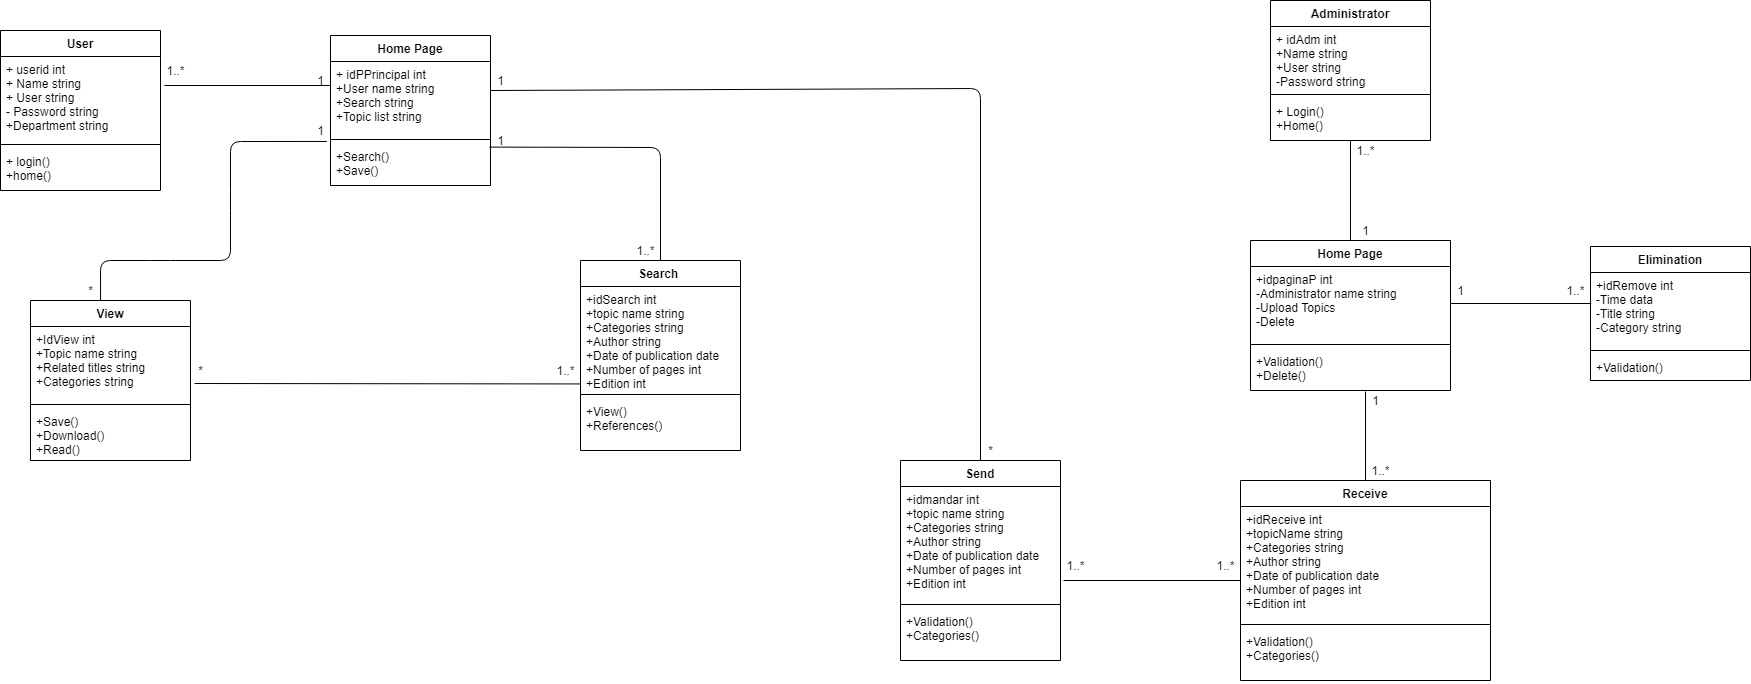 User
+ userid int
+ Name string
+ User string
- Password string
+Department string
+ login()
+home()
1..*
1
Home Page
+ idPPrincipal int
+User name string
+Search string
+Topic list string
+Search()
+Save()
1
1
1
*
1..*
*
View
+IdView int
+Topic name string
+Related titles string
+Categories string
+Save()
+Download()
+Read()
*
1..*
Search
+idSearch int
+topic name string
+Categories string
+Author string
+Date of publication date
+Number of pages int
+Edition int
+View()
+References()
Send
+idmandar int
+topic name string
+Categories string
+Author string
+Date of publication date
+Number of pages int
+Edition int
+Validation()
+Categories()
1..*
1..*
Administrator
+ idAdm int
+Name string
+User string
-Password string
+ Login()
+Home()
1..*
1
Home Page
+idpaginaP int
-Administrator name string
-Upload Topics
-Delete
+Validation()
+Delete()
1
1..*
Elimination
+idRemove int
-Time data
-Title string
-Category string
+Validation()
1
1..*
Receive
+idReceive int
+topicName string
+Categories string
+Author string
+Date of publication date
+Number of pages int
+Edition int
+Validation()
+Categories()